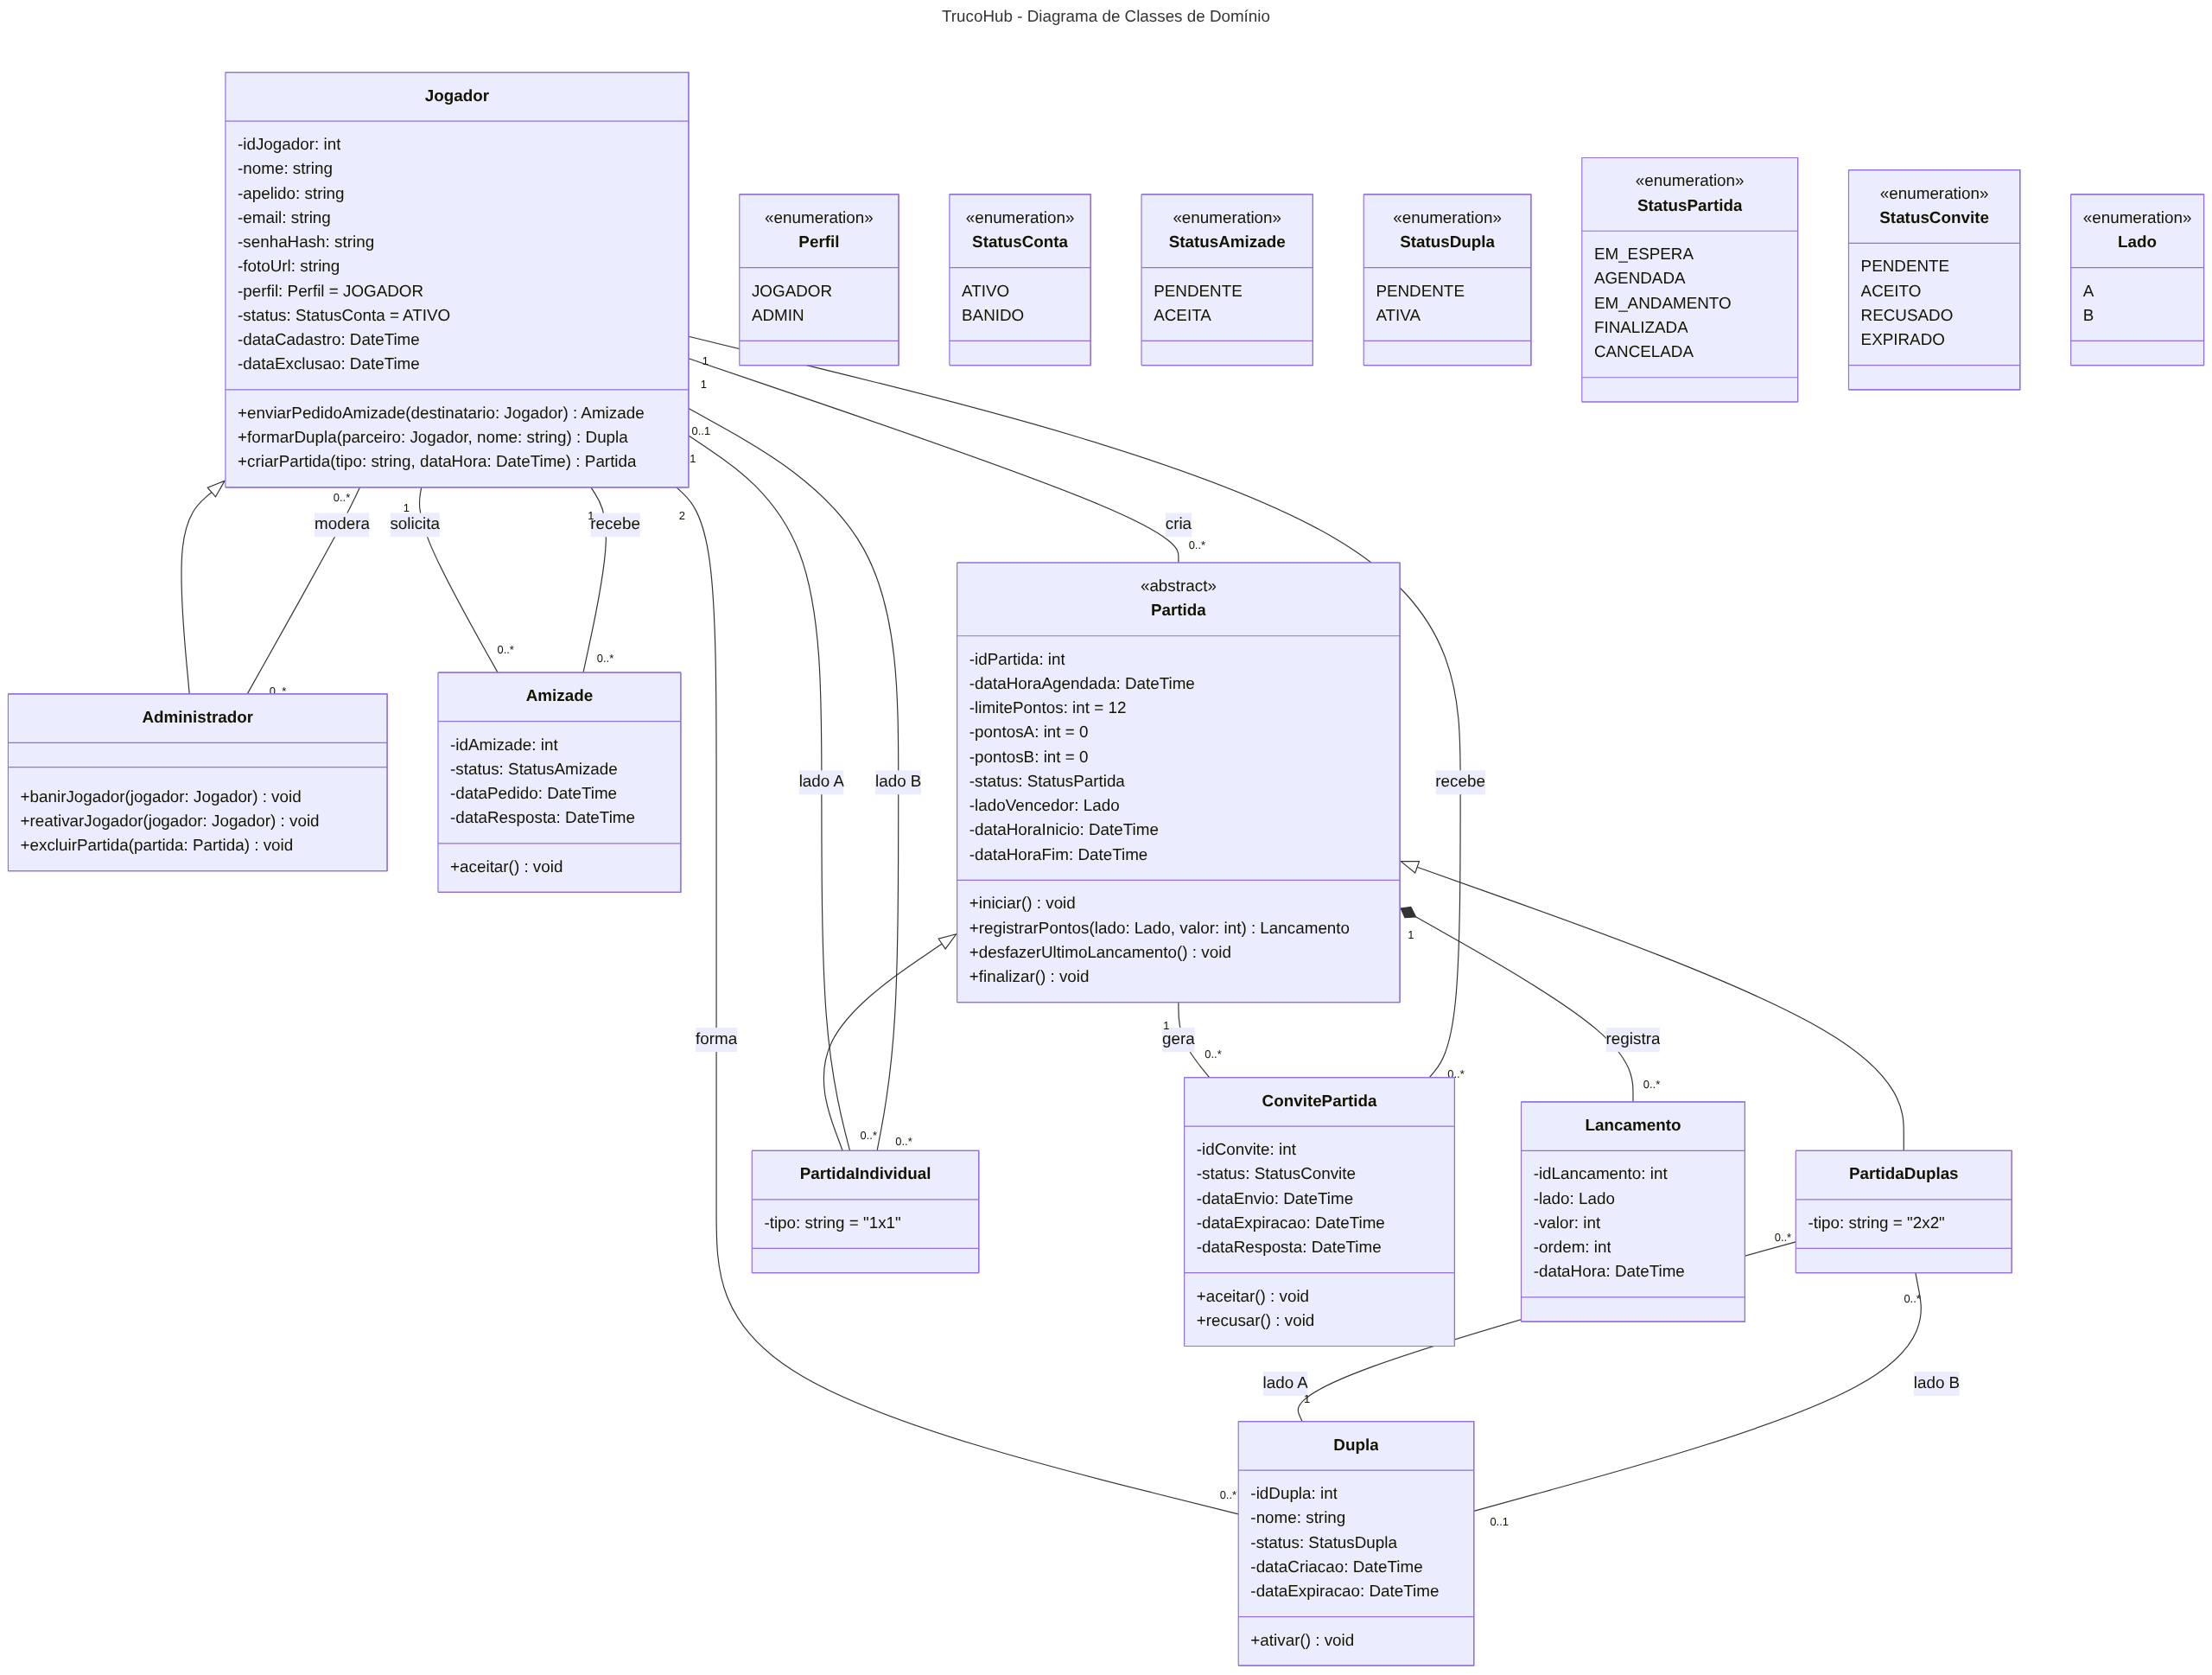 TrucoHub - Diagrama de Classes de Domínio
Jogador
-idJogador: int
-nome: string
-apelido: string
-email: string
-senhaHash: string
-fotoUrl: string
-perfil: Perfil = JOGADOR
-status: StatusConta = ATIVO
-dataCadastro: DateTime
-dataExclusao: DateTime
+enviarPedidoAmizade(destinatario: Jogador) : Amizade
+formarDupla(parceiro: Jogador, nome: string) : Dupla
+criarPartida(tipo: string, dataHora: DateTime) : Partida
«enumeration»
Perfil
JOGADOR
ADMIN
«enumeration»
StatusConta
ATIVO
BANIDO
«enumeration»
StatusAmizade
PENDENTE
ACEITA
«enumeration»
StatusDupla
PENDENTE
ATIVA
«enumeration»
StatusPartida
EM_ESPERA
AGENDADA
EM_ANDAMENTO
FINALIZADA
CANCELADA
«enumeration»
StatusConvite
PENDENTE
ACEITO
RECUSADO
EXPIRADO
«enumeration»
Lado
A
B
1
1
0..1
1
0..*
1
1
2
modera
solicita
recebe
cria
0..*
0..*
0..*
0..*
Administrador
+banirJogador(jogador: Jogador) : void
+reativarJogador(jogador: Jogador) : void
+excluirPartida(partida: Partida) : void
Amizade
-idAmizade: int
-status: StatusAmizade
-dataPedido: DateTime
-dataResposta: DateTime
+aceitar() : void
lado A
lado B
«abstract»
Partida
-idPartida: int
-dataHoraAgendada: DateTime
-limitePontos: int = 12
-pontosA: int = 0
-pontosB: int = 0
-status: StatusPartida
-ladoVencedor: Lado
-dataHoraInicio: DateTime
-dataHoraFim: DateTime
+iniciar() : void
+registrarPontos(lado: Lado, valor: int) : Lancamento
+desfazerUltimoLancamento() : void
+finalizar() : void
recebe
1
1
forma
gera
registra
0..*
0..*
0..*
0..*
0..*
PartidaIndividual
-tipo: string = "1x1"
ConvitePartida
-idConvite: int
-status: StatusConvite
-dataEnvio: DateTime
-dataExpiracao: DateTime
-dataResposta: DateTime
+aceitar() : void
+recusar() : void
Lancamento
-idLancamento: int
-lado: Lado
-valor: int
-ordem: int
-dataHora: DateTime
PartidaDuplas
-tipo: string = "2x2"
0..*
0..*
lado A
lado B
1
0..*
0..1
Dupla
-idDupla: int
-nome: string
-status: StatusDupla
-dataCriacao: DateTime
-dataExpiracao: DateTime
+ativar() : void